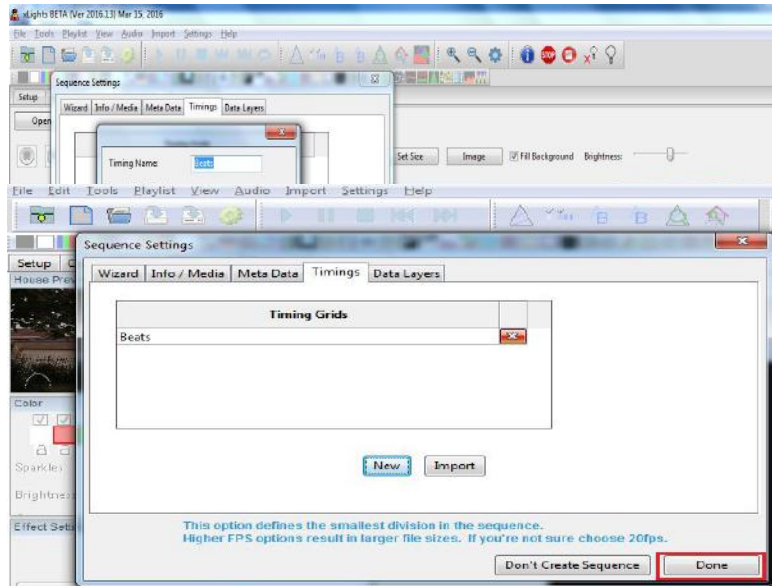 xLights BETA (Ver 2016.13) Mar 15, 2016
File Tools Playlist View Audio Import Settings Help
Sequence Settings
Setup
Wizard Info / Media Meta Data Timings Data Layers
Open
Timing Name: Beats
Set Size Image Fill Background Brightness:
File Edit Tools Playlist View Audio Import Settings Help
Sequence Settings
Setup
Wizard Info / Media Meta Data Timings Data Layers
House
Timing Grids
Beats
Color
New Import
Sparkles
Brightness
Effect
This option defines the smallest division in the sequence.
Higher FPS options result in larger file sizes. If you're not sure choose 20fps.
Don't Create Sequence Done